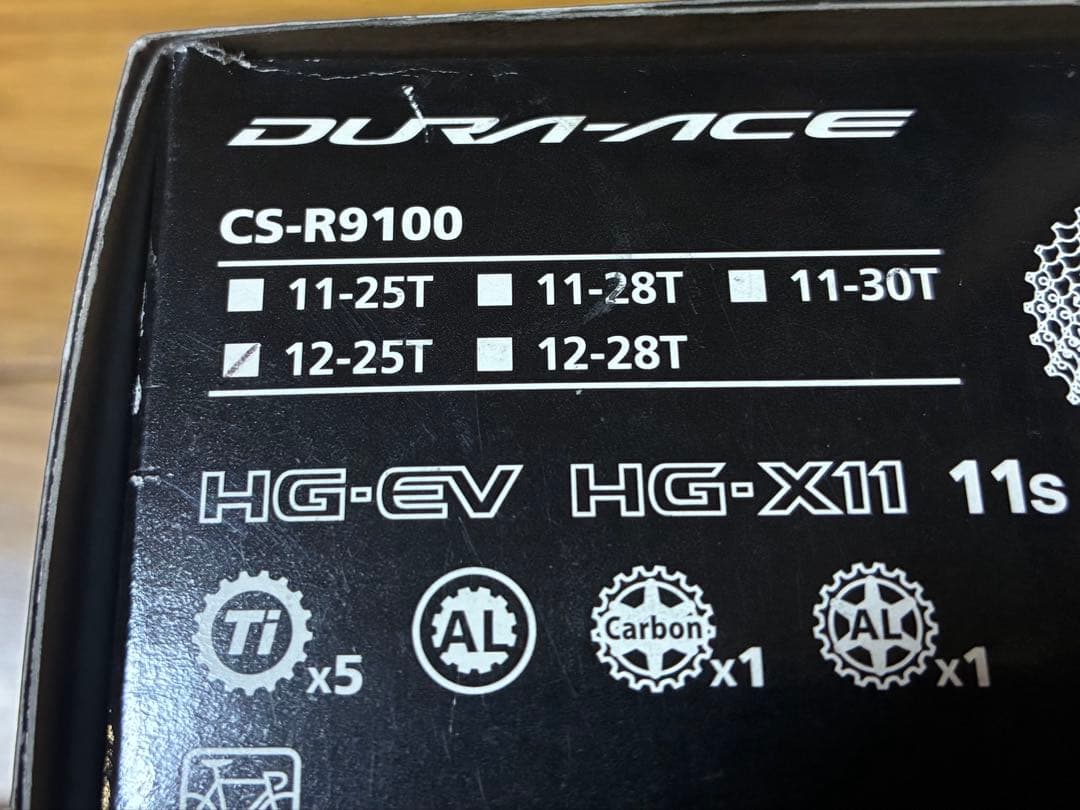 DURA-ACE
CS-R9100
11-25T 11-28T 11-30T
12-25T 12-28T
HG-EV HG-X11 11s
Ti x5 AL Carbon x1 AL x1